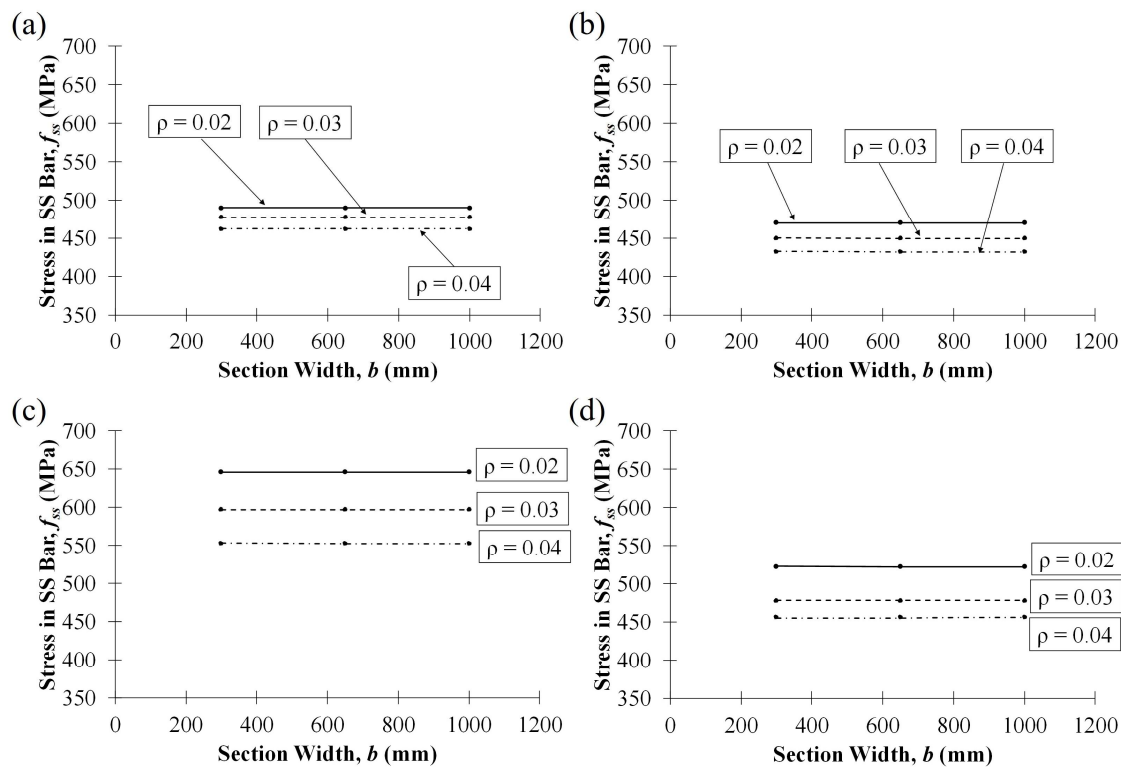 (a)
Stress in SS Bar, fss (MPa)
700
650
600
550
500
450
400
350
ρ = 0.02
ρ = 0.03
ρ = 0.04
0
200
400
600
800
1000
1200
Section Width, b (mm)
(b)
Stress in SS Bar, fss (MPa)
700
650
600
550
500
450
400
350
ρ = 0.02
ρ = 0.03
ρ = 0.04
0
200
400
600
800
1000
1200
Section Width, b (mm)
(c)
Stress in SS Bar, fss (MPa)
700
650
600
550
500
450
400
350
ρ = 0.02
ρ = 0.03
ρ = 0.04
0
200
400
600
800
1000
1200
Section Width, b (mm)
(d)
Stress in SS Bar, fss (MPa)
700
650
600
550
500
450
400
350
ρ = 0.02
ρ = 0.03
ρ = 0.04
0
200
400
600
800
1000
1200
Section Width, b (mm)